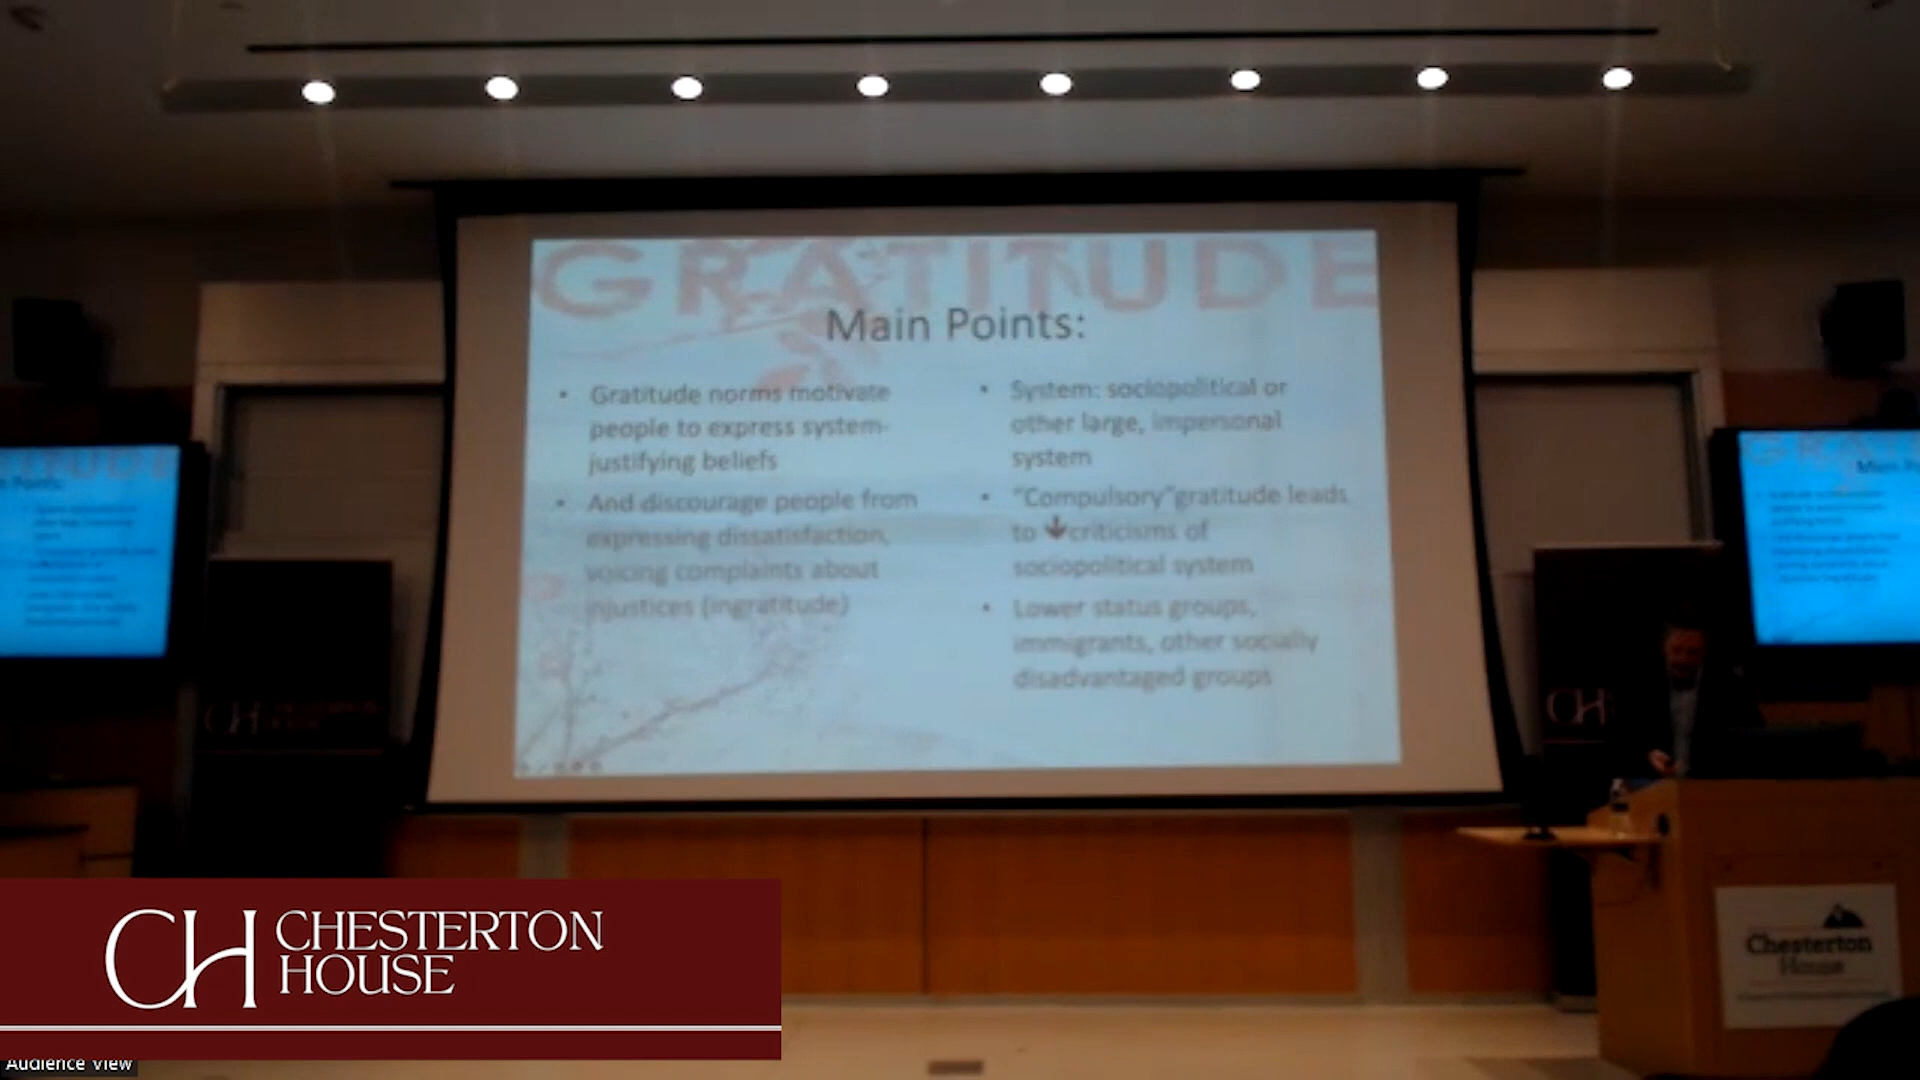 GRATITUDE
Main Points:
• Gratitude norms motivate
people to express system-
justifying beliefs
• And discourage people from
expressing dissatisfaction,
voicing complaints about
injustices (ingratitude)
• System: sociopolitical or
other large, impersonal
system
• "Compulsory"gratitude leads
to ↓criticisms of
sociopolitical system
• Lower status groups,
immigrants, other socially
disadvantaged groups
CH
CH
Chesterton
House
CH CHESTERTON
HOUSE
Audience View